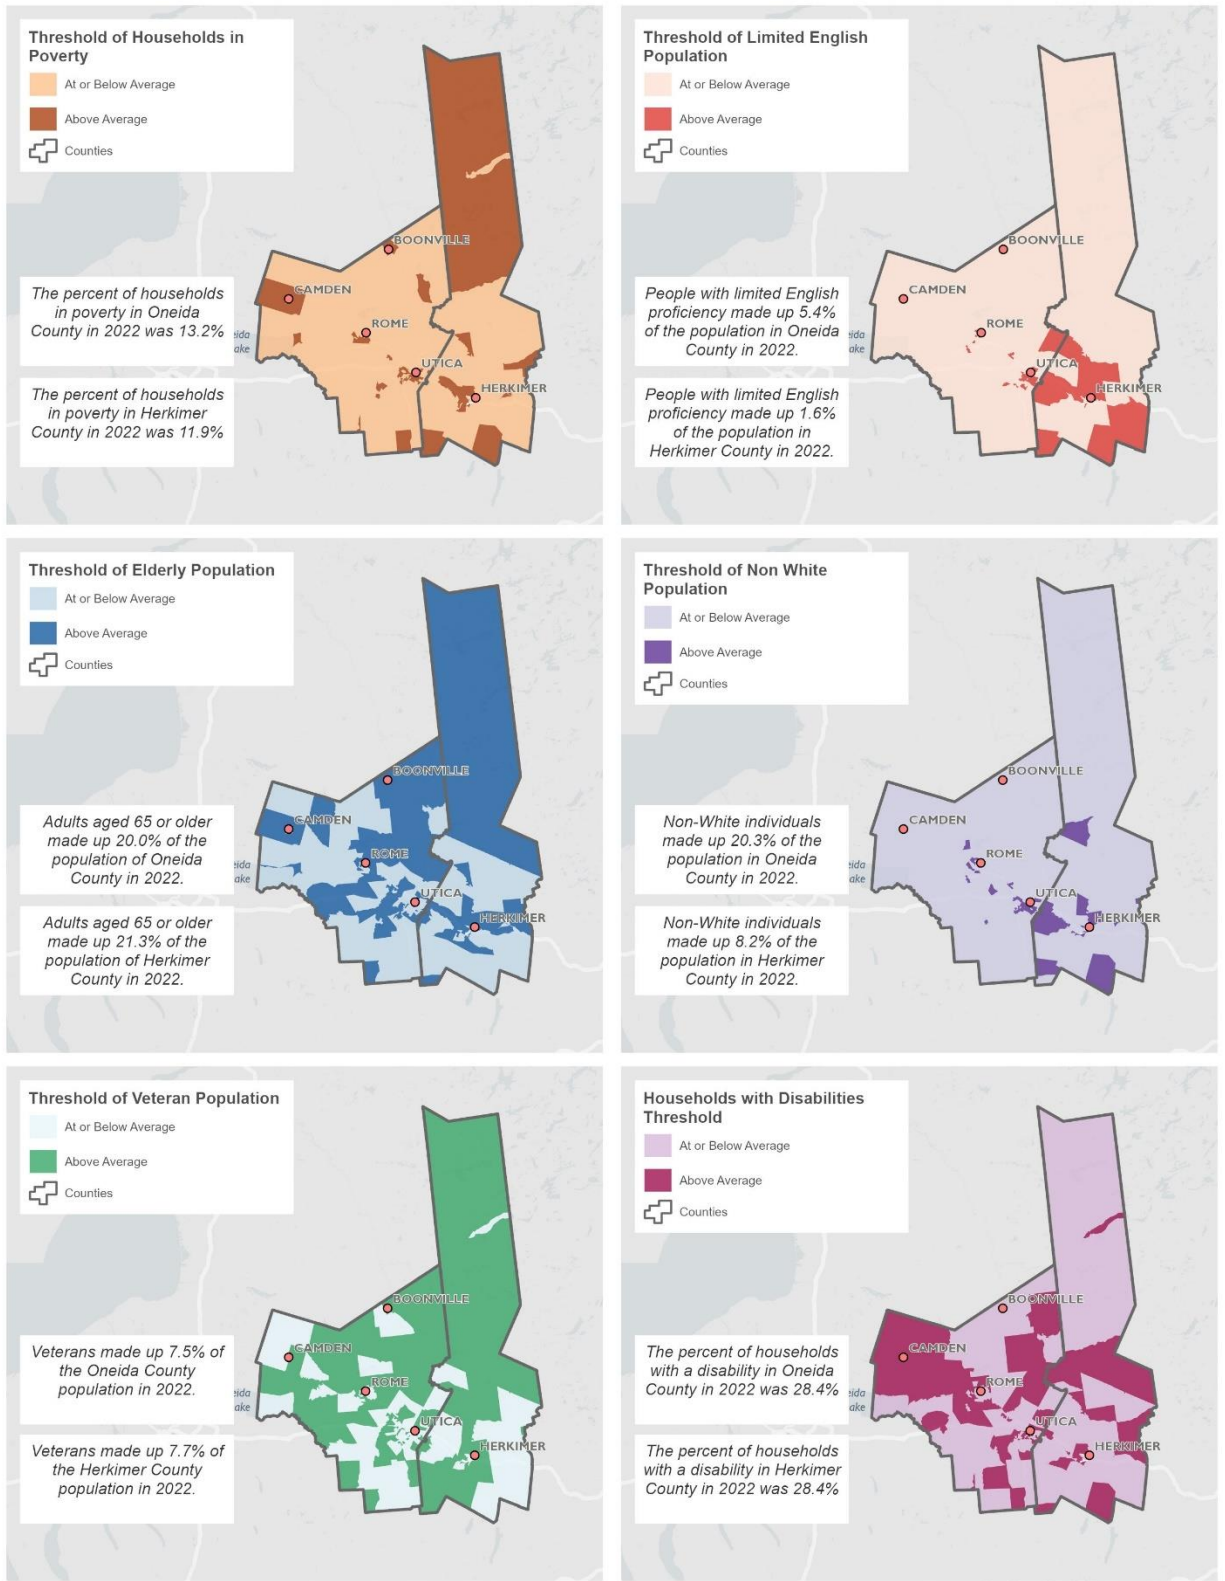 Threshold of Households in
Poverty
At or Below Average
Above Average
Counties
BOONVILLE
CAMDEN
ROME
UTICA
HERKIMER
The percent of households
in poverty in Oneida
County in 2022 was 13.2%
The percent of households
in poverty in Herkimer
County in 2022 was 11.9%
eida
ake
Threshold of Limited English
Population
At or Below Average
Above Average
Counties
BOONVILLE
CAMDEN
ROME
UTICA
HERKIMER
People with limited English
proficiency made up 5.4%
of the population in Oneida
County in 2022.
People with limited English
proficiency made up 1.6%
of the population in
Herkimer County in 2022.
eida
ake
Threshold of Elderly Population
At or Below Average
Above Average
Counties
BOONVILLE
CAMDEN
ROME
UTICA
HERKIMER
Adults aged 65 or older
made up 20.0% of the
population of Oneida
County in 2022.
Adults aged 65 or older
made up 21.3% of the
population of Herkimer
County in 2022.
eida
ake
Threshold of Non White
Population
At or Below Average
Above Average
Counties
BOONVILLE
CAMDEN
ROME
UTICA
HERKIMER
Non-White individuals
made up 20.3% of the
population in Oneida
County in 2022.
Non-White individuals
made up 8.2% of the
population in Herkimer
County in 2022.
eida
ake
Threshold of Veteran Population
At or Below Average
Above Average
Counties
BOONVILLE
CAMDEN
ROME
UTICA
HERKIMER
Veterans made up 7.5% of
the Oneida County
population in 2022.
Veterans made up 7.7% of
the Herkimer County
population in 2022.
eida
ake
Households with Disabilities
Threshold
At or Below Average
Above Average
Counties
BOONVILLE
CAMDEN
ROME
UTICA
HERKIMER
The percent of households
with a disability in Oneida
County in 2022 was 28.4%
The percent of households
with a disability in Herkimer
County in 2022 was 28.4%
eida
ake